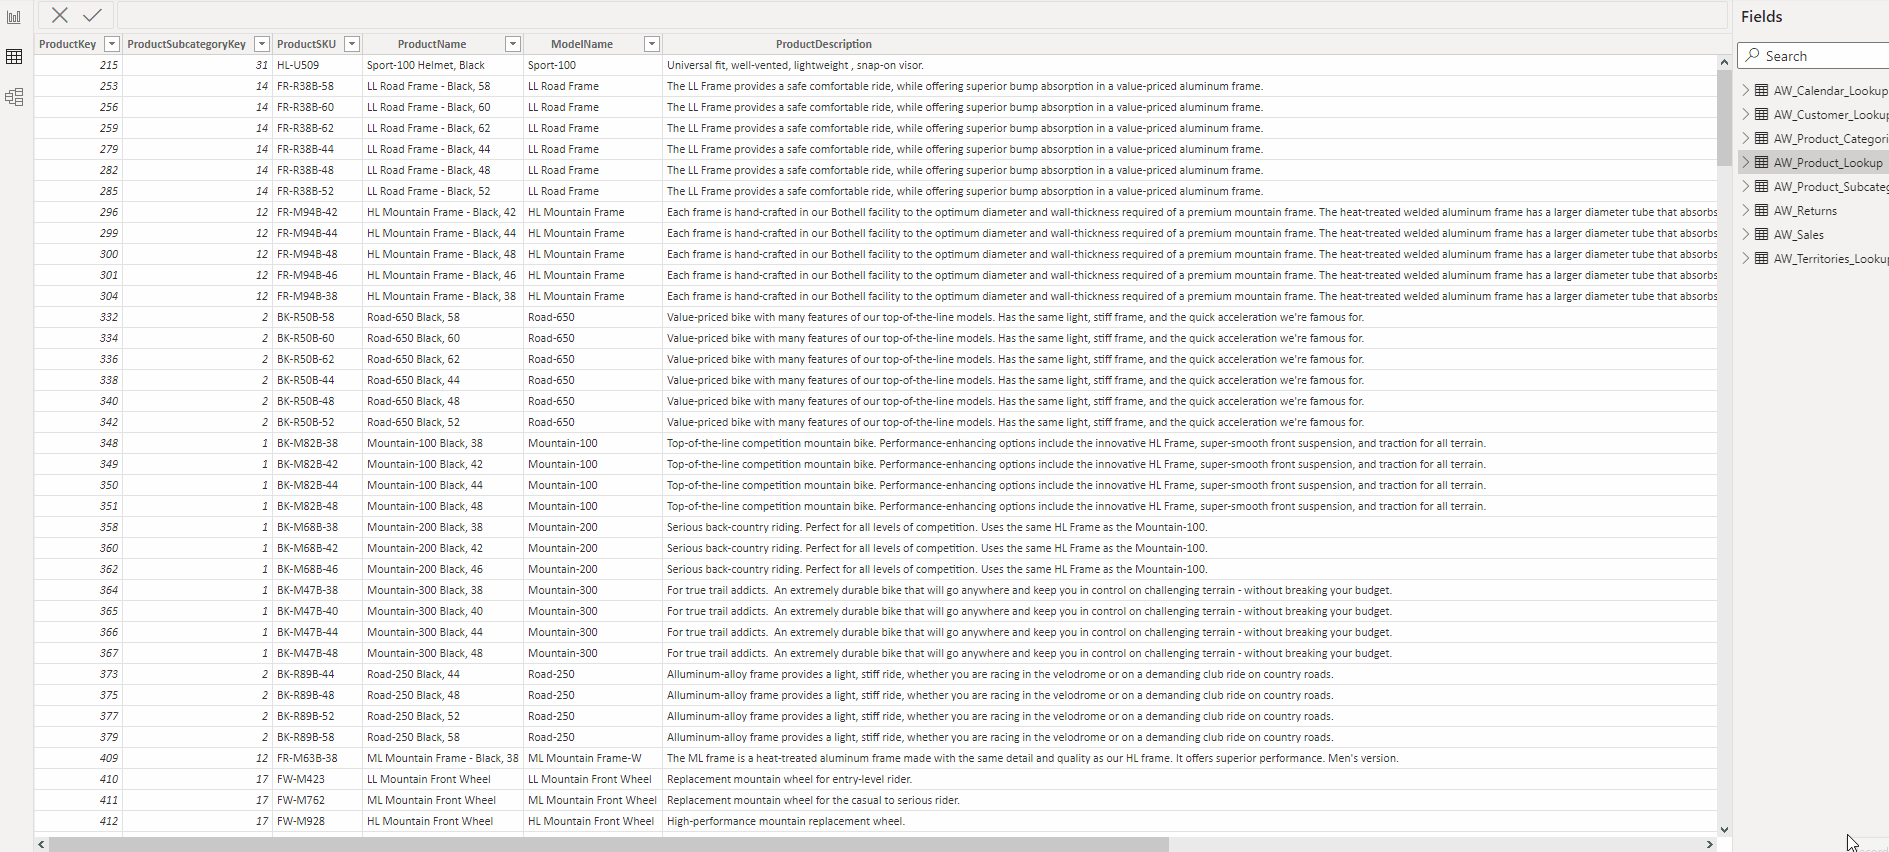 Fields
ProductKey ProductSubcategoryKey ProductSKU ProductName ModelName ProductDescription
Search
215 31 HL-U509 Sport-100 Helmet, Black Sport-100 Universal fit, well-vented, lightweight , snap-on visor.
253 14 FR-R38B-58 LL Road Frame - Black, 58 LL Road Frame The LL Frame provides a safe comfortable ride, while offering superior bump absorption in a value-priced aluminum frame.
256 14 FR-R38B-60 LL Road Frame - Black, 60 LL Road Frame The LL Frame provides a safe comfortable ride, while offering superior bump absorption in a value-priced aluminum frame.
259 14 FR-R38B-62 LL Road Frame - Black, 62 LL Road Frame The LL Frame provides a safe comfortable ride, while offering superior bump absorption in a value-priced aluminum frame.
279 14 FR-R38B-44 LL Road Frame - Black, 44 LL Road Frame The LL Frame provides a safe comfortable ride, while offering superior bump absorption in a value-priced aluminum frame.
282 14 FR-R38B-48 LL Road Frame - Black, 48 LL Road Frame The LL Frame provides a safe comfortable ride, while offering superior bump absorption in a value-priced aluminum frame.
285 14 FR-R38B-52 LL Road Frame - Black, 52 LL Road Frame The LL Frame provides a safe comfortable ride, while offering superior bump absorption in a value-priced aluminum frame.
296 12 FR-M94B-42 HL Mountain Frame - Black, 42 HL Mountain Frame Each frame is hand-crafted in our Bothell facility to the optimum diameter and wall-thickness required of a premium mountain frame. The heat-treated welded aluminum frame has a larger diameter tube that absorbs
299 12 FR-M94B-44 HL Mountain Frame - Black, 44 HL Mountain Frame Each frame is hand-crafted in our Bothell facility to the optimum diameter and wall-thickness required of a premium mountain frame. The heat-treated welded aluminum frame has a larger diameter tube that absorbs
300 12 FR-M94B-48 HL Mountain Frame - Black, 48 HL Mountain Frame Each frame is hand-crafted in our Bothell facility to the optimum diameter and wall-thickness required of a premium mountain frame. The heat-treated welded aluminum frame has a larger diameter tube that absorbs
301 12 FR-M94B-46 HL Mountain Frame - Black, 46 HL Mountain Frame Each frame is hand-crafted in our Bothell facility to the optimum diameter and wall-thickness required of a premium mountain frame. The heat-treated welded aluminum frame has a larger diameter tube that absorbs
304 12 FR-M94B-38 HL Mountain Frame - Black, 38 HL Mountain Frame Each frame is hand-crafted in our Bothell facility to the optimum diameter and wall-thickness required of a premium mountain frame. The heat-treated welded aluminum frame has a larger diameter tube that absorbs
332 2 BK-R50B-58 Road-650 Black, 58 Road-650 Value-priced bike with many features of our top-of-the-line models. Has the same light, stiff frame, and the quick acceleration we're famous for.
334 2 BK-R50B-60 Road-650 Black, 60 Road-650 Value-priced bike with many features of our top-of-the-line models. Has the same light, stiff frame, and the quick acceleration we're famous for.
336 2 BK-R50B-62 Road-650 Black, 62 Road-650 Value-priced bike with many features of our top-of-the-line models. Has the same light, stiff frame, and the quick acceleration we're famous for.
338 2 BK-R50B-44 Road-650 Black, 44 Road-650 Value-priced bike with many features of our top-of-the-line models. Has the same light, stiff frame, and the quick acceleration we're famous for.
340 2 BK-R50B-48 Road-650 Black, 48 Road-650 Value-priced bike with many features of our top-of-the-line models. Has the same light, stiff frame, and the quick acceleration we're famous for.
342 2 BK-R50B-52 Road-650 Black, 52 Road-650 Value-priced bike with many features of our top-of-the-line models. Has the same light, stiff frame, and the quick acceleration we're famous for.
348 1 BK-M82B-38 Mountain-100 Black, 38 Mountain-100 Top-of-the-line competition mountain bike. Performance-enhancing options include the innovative HL Frame, super-smooth front suspension, and traction for all terrain.
349 1 BK-M82B-42 Mountain-100 Black, 42 Mountain-100 Top-of-the-line competition mountain bike. Performance-enhancing options include the innovative HL Frame, super-smooth front suspension, and traction for all terrain.
350 1 BK-M82B-44 Mountain-100 Black, 44 Mountain-100 Top-of-the-line competition mountain bike. Performance-enhancing options include the innovative HL Frame, super-smooth front suspension, and traction for all terrain.
351 1 BK-M82B-48 Mountain-100 Black, 48 Mountain-100 Top-of-the-line competition mountain bike. Performance-enhancing options include the innovative HL Frame, super-smooth front suspension, and traction for all terrain.
358 1 BK-M68B-38 Mountain-200 Black, 38 Mountain-200 Serious back-country riding. Perfect for all levels of competition. Uses the same HL Frame as the Mountain-100.
360 1 BK-M68B-42 Mountain-200 Black, 42 Mountain-200 Serious back-country riding. Perfect for all levels of competition. Uses the same HL Frame as the Mountain-100.
362 1 BK-M68B-46 Mountain-200 Black, 46 Mountain-200 Serious back-country riding. Perfect for all levels of competition. Uses the same HL Frame as the Mountain-100.
364 1 BK-M47B-38 Mountain-300 Black, 38 Mountain-300 For true trail addicts.  An extremely durable bike that will go anywhere and keep you in control on challenging terrain - without breaking your budget.
365 1 BK-M47B-40 Mountain-300 Black, 40 Mountain-300 For true trail addicts.  An extremely durable bike that will go anywhere and keep you in control on challenging terrain - without breaking your budget.
366 1 BK-M47B-44 Mountain-300 Black, 44 Mountain-300 For true trail addicts.  An extremely durable bike that will go anywhere and keep you in control on challenging terrain - without breaking your budget.
367 1 BK-M47B-48 Mountain-300 Black, 48 Mountain-300 For true trail addicts.  An extremely durable bike that will go anywhere and keep you in control on challenging terrain - without breaking your budget.
373 2 BK-R89B-44 Road-250 Black, 44 Road-250 Alluminum-alloy frame provides a light, stiff ride, whether you are racing in the velodrome or on a demanding club ride on country roads.
375 2 BK-R89B-48 Road-250 Black, 48 Road-250 Alluminum-alloy frame provides a light, stiff ride, whether you are racing in the velodrome or on a demanding club ride on country roads.
377 2 BK-R89B-52 Road-250 Black, 52 Road-250 Alluminum-alloy frame provides a light, stiff ride, whether you are racing in the velodrome or on a demanding club ride on country roads.
379 2 BK-R89B-58 Road-250 Black, 58 Road-250 Alluminum-alloy frame provides a light, stiff ride, whether you are racing in the velodrome or on a demanding club ride on country roads.
409 12 FR-M63B-38 ML Mountain Frame - Black, 38 ML Mountain Frame-W The ML frame is a heat-treated aluminum frame made with the same detail and quality as our HL frame. It offers superior performance. Men's version.
410 17 FW-M423 LL Mountain Front Wheel LL Mountain Front Wheel Replacement mountain wheel for entry-level rider.
411 17 FW-M762 ML Mountain Front Wheel ML Mountain Front Wheel Replacement mountain wheel for the casual to serious rider.
412 17 FW-M928 HL Mountain Front Wheel HL Mountain Front Wheel High-performance mountain replacement wheel.
AW_Calendar_Lookup
AW_Customer_Lookup
AW_Product_Categori
AW_Product_Lookup
AW_Product_Subcateg
AW_Returns
AW_Sales
AW_Territories_Lookup